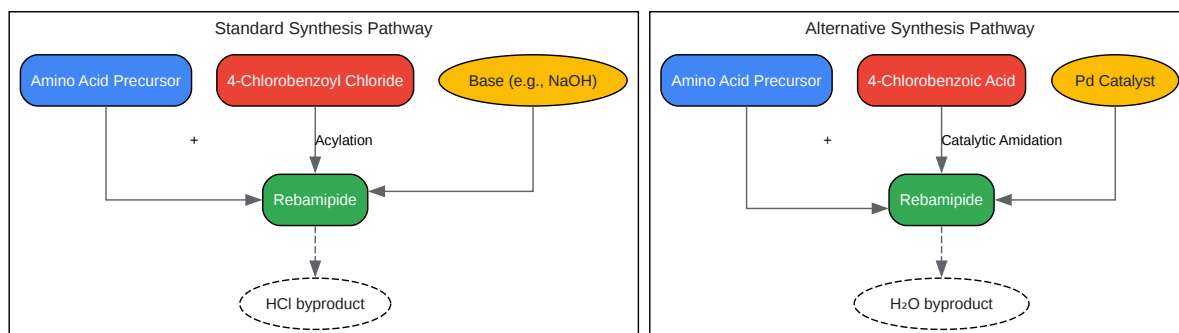 Standard Synthesis Pathway
Amino Acid Precursor
4-Chlorobenzoyl Chloride
Base (e.g., NaOH)
+
Acylation
Rebamipide
HCl byproduct
Alternative Synthesis Pathway
Amino Acid Precursor
4-Chlorobenzoic Acid
Pd Catalyst
+
Catalytic Amidation
Rebamipide
H₂O byproduct